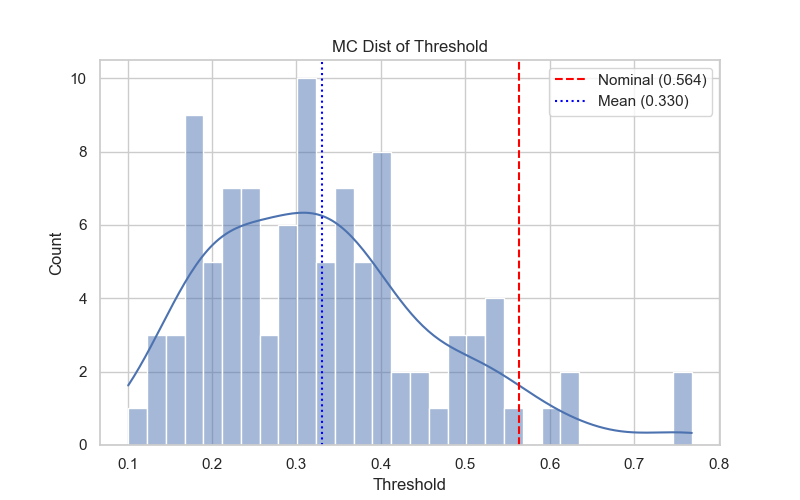 MC Dist of Threshold
Nominal (0.564)
Mean (0.330)
Count
10
8
6
4
2
0
0.1 0.2 0.3 0.4 0.5 0.6 0.7 0.8
Threshold